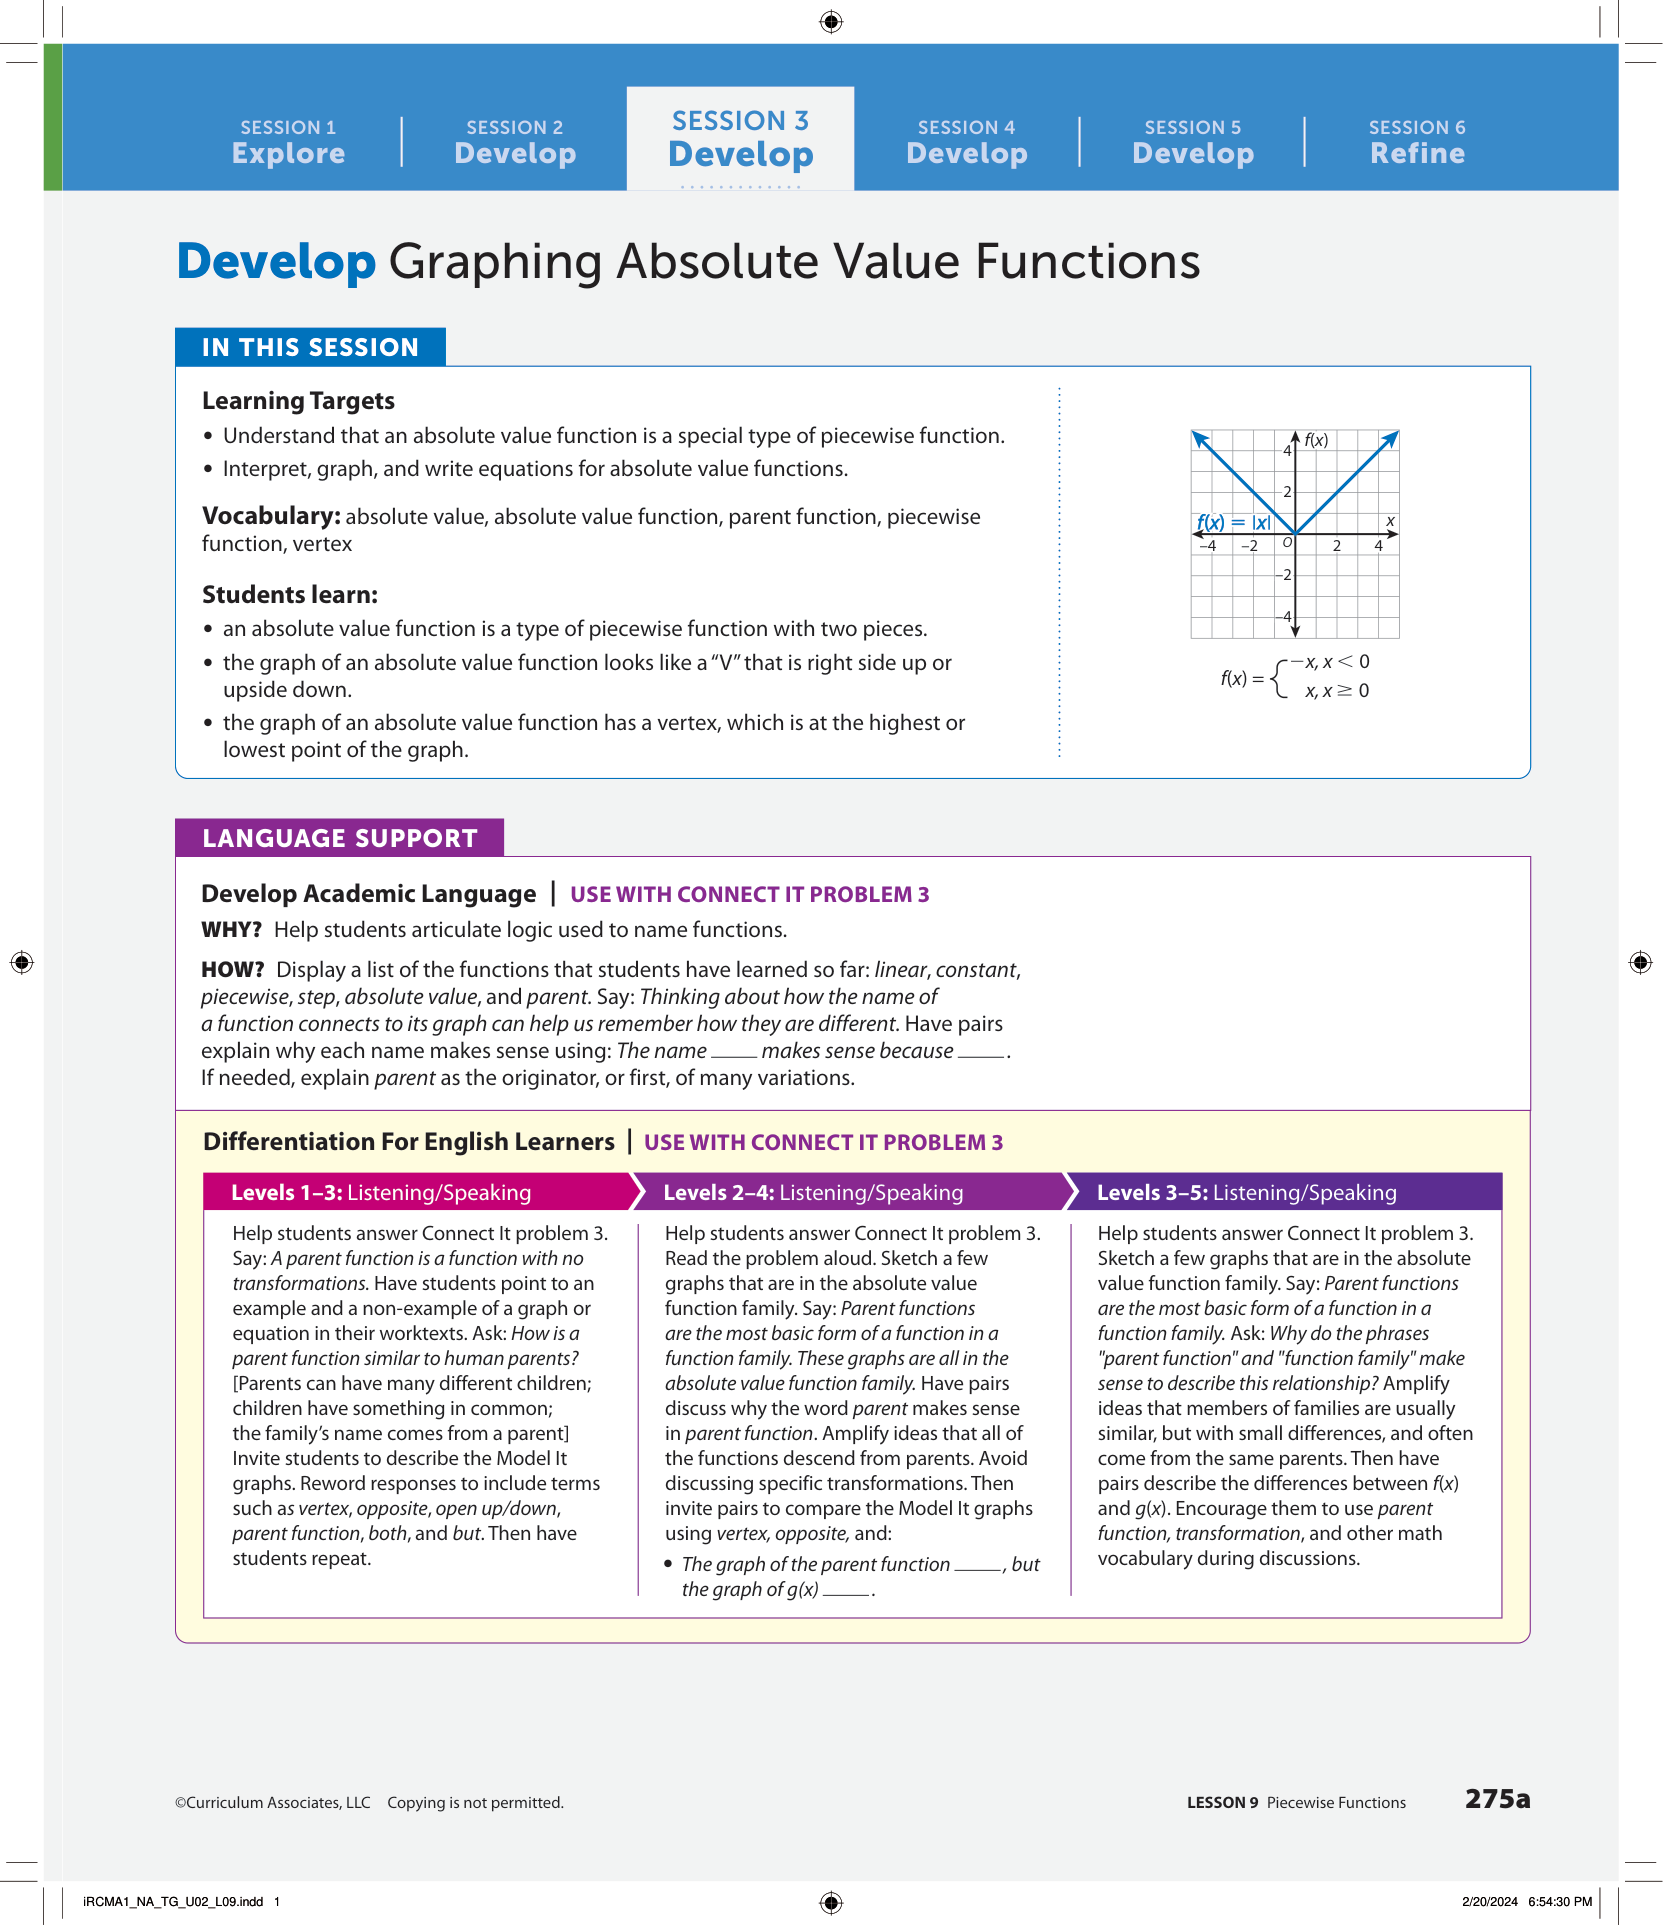 SESSION 1
Explore
SESSION 2
Develop
SESSION 3
Develop
SESSION 4
Develop
SESSION 5
Develop
SESSION 6
Refine
Develop Graphing Absolute Value Functions
IN THIS SESSION
Learning Targets
• Understand that an absolute value function is a special type of piecewise function.
• Interpret, graph, and write equations for absolute value functions.
Vocabulary: absolute value, absolute value function, parent function, piecewise
function, vertex
Students learn:
• an absolute value function is a type of piecewise function with two pieces.
• the graph of an absolute value function looks like a “V” that is right side up or
upside down.
• the graph of an absolute value function has a vertex, which is at the highest or
lowest point of the graph.
f(x)
4
2
f(x) = |x|
x
–4 –2 O 2 4
–2
–4
f(x) = { −x, x < 0
x, x ≥ 0
LANGUAGE SUPPORT
Develop Academic Language | USE WITH CONNECT IT PROBLEM 3
WHY? Help students articulate logic used to name functions.
HOW? Display a list of the functions that students have learned so far: linear, constant,
piecewise, step, absolute value, and parent. Say: Thinking about how the name of
a function connects to its graph can help us remember how they are different. Have pairs
explain why each name makes sense using: The name ____ makes sense because ____.
If needed, explain parent as the originator, or first, of many variations.
Differentiation For English Learners | USE WITH CONNECT IT PROBLEM 3
Levels 1–3: Listening/Speaking
Help students answer Connect It problem 3.
Say: A parent function is a function with no
transformations. Have students point to an
example and a non-example of a graph or
equation in their worktexts. Ask: How is a
parent function similar to human parents?
[Parents can have many different children;
children have something in common;
the family’s name comes from a parent]
Invite students to describe the Model It
graphs. Reword responses to include terms
such as vertex, opposite, open up/down,
parent function, both, and but. Then have
students repeat.
Levels 2–4: Listening/Speaking
Help students answer Connect It problem 3.
Read the problem aloud. Sketch a few
graphs that are in the absolute value
function family. Say: Parent functions
are the most basic form of a function in a
function family. These graphs are all in the
absolute value function family. Have pairs
discuss why the word parent makes sense
in parent function. Amplify ideas that all of
the functions descend from parents. Avoid
discussing specific transformations. Then
invite pairs to compare the Model It graphs
using vertex, opposite, and:
• The graph of the parent function ____, but
the graph of g(x) ____.
Levels 3–5: Listening/Speaking
Help students answer Connect It problem 3.
Sketch a few graphs that are in the absolute
value function family. Say: Parent functions
are the most basic form of a function in a
function family. Ask: Why do the phrases
"parent function" and "function family" make
sense to describe this relationship? Amplify
ideas that members of families are usually
similar, but with small differences, and often
come from the same parents. Then have
pairs describe the differences between f(x)
and g(x). Encourage them to use parent
function, transformation, and other math
vocabulary during discussions.
©Curriculum Associates, LLC Copying is not permitted.
LESSON 9 Piecewise Functions 275a
iRCMA1_NA_TG_U02_L09.indd 1
2/20/2024 6:54:30 PM